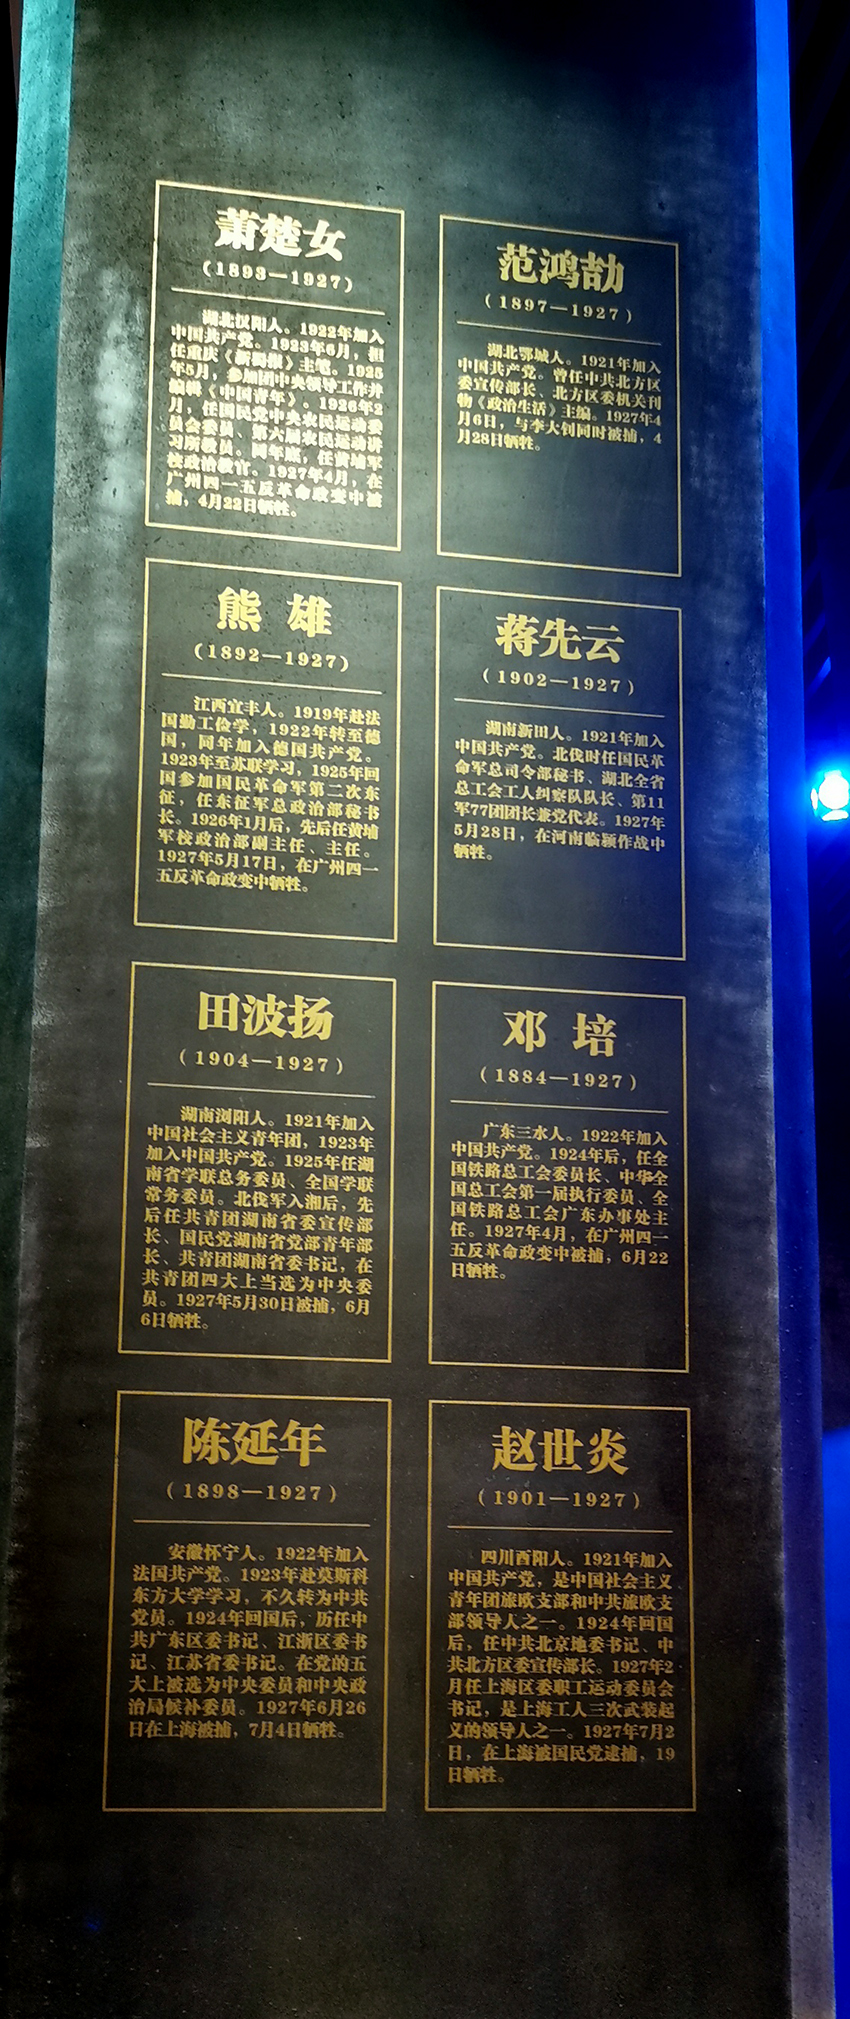 萧楚女
(1893—1927)
湖北汉阳人。1922年加入
中国共产党。1923年6月，担
任重庆《新蜀报》主笔。1925
年5月，参加团中央领导工作并
编辑《中国青年》。1926年2
月，任国民党中央农民运动委
员会委员、第六届农民运动讲
习所教员。同年底，任黄埔军
校政治教官。1927年4月，在
广州四一五反革命政变中被
捕，4月22日牺牲。
范鸿劼
(1897—1927)
湖北鄂城人。1921年加入
中国共产党。曾任中共北方区
委宣传部长、北方区委机关刊
物《政治生活》主编。1927年4
月6日，与李大钊同时被捕，4
月28日牺牲。
熊 雄
(1892—1927)
江西宜丰人。1919年赴法
国勤工俭学，1922年转至德
国，同年加入德国共产党。
1923年至苏联学习，1925年回
国参加国民革命军第二次东
征，任东征军总政治部秘书
长。1926年1月后，先后任黄埔
军校政治部副主任、主任。
1927年5月17日，在广州四一
五反革命政变中牺牲。
蒋先云
(1902—1927)
湖南新田人。1921年加入
中国共产党。北伐时任国民革
命军总司令部秘书、湖北全省
总工会工人纠察队队长、第11
军77团团长兼党代表。1927年
5月28日，在河南临颍作战中
牺牲。
田波扬
(1904—1927)
湖南浏阳人。1921年加入
中国社会主义青年团，1923年
加入中国共产党。1925年任湖
南省学联总务委员、全国学联
常务委员。北伐军入湘后，先
后任共青团湖南省委宣传部
长、国民党湖南省党部青年部
长、共青团湖南省委书记，在
共青团四大上当选为中央委
员。1927年5月30日被捕，6月
6日牺牲。
邓 培
(1884—1927)
广东三水人。1922年加入
中国共产党。1924年后，任全
国铁路总工会委员长、中华全
国总工会第一届执行委员、全
国铁路总工会广东办事处主
任。1927年4月，在广州四一
五反革命政变中被捕，6月22
日牺牲。
陈延年
(1898—1927)
安徽怀宁人。1922年加入
法国共产党。1923年赴莫斯科
东方大学学习，不久转为中共
党员。1924年回国后，历任中
共广东区委书记、江浙区委书
记、江苏省委书记。在党的五
大上被选为中央委员和中央政
治局候补委员。1927年6月26
日在上海被捕，7月4日牺牲。
赵世炎
(1901—1927)
四川酉阳人。1921年加入
中国共产党，是中国社会主义
青年团旅欧支部和中共旅欧支
部领导人之一。1924年回国
后，任中共北京地委书记、中
共北方区委宣传部长。1927年2
月任上海区委职工运动委员会
书记，是上海工人三次武装起
义的领导人之一。1927年7月2
日，在上海被国民党逮捕，19
日牺牲。